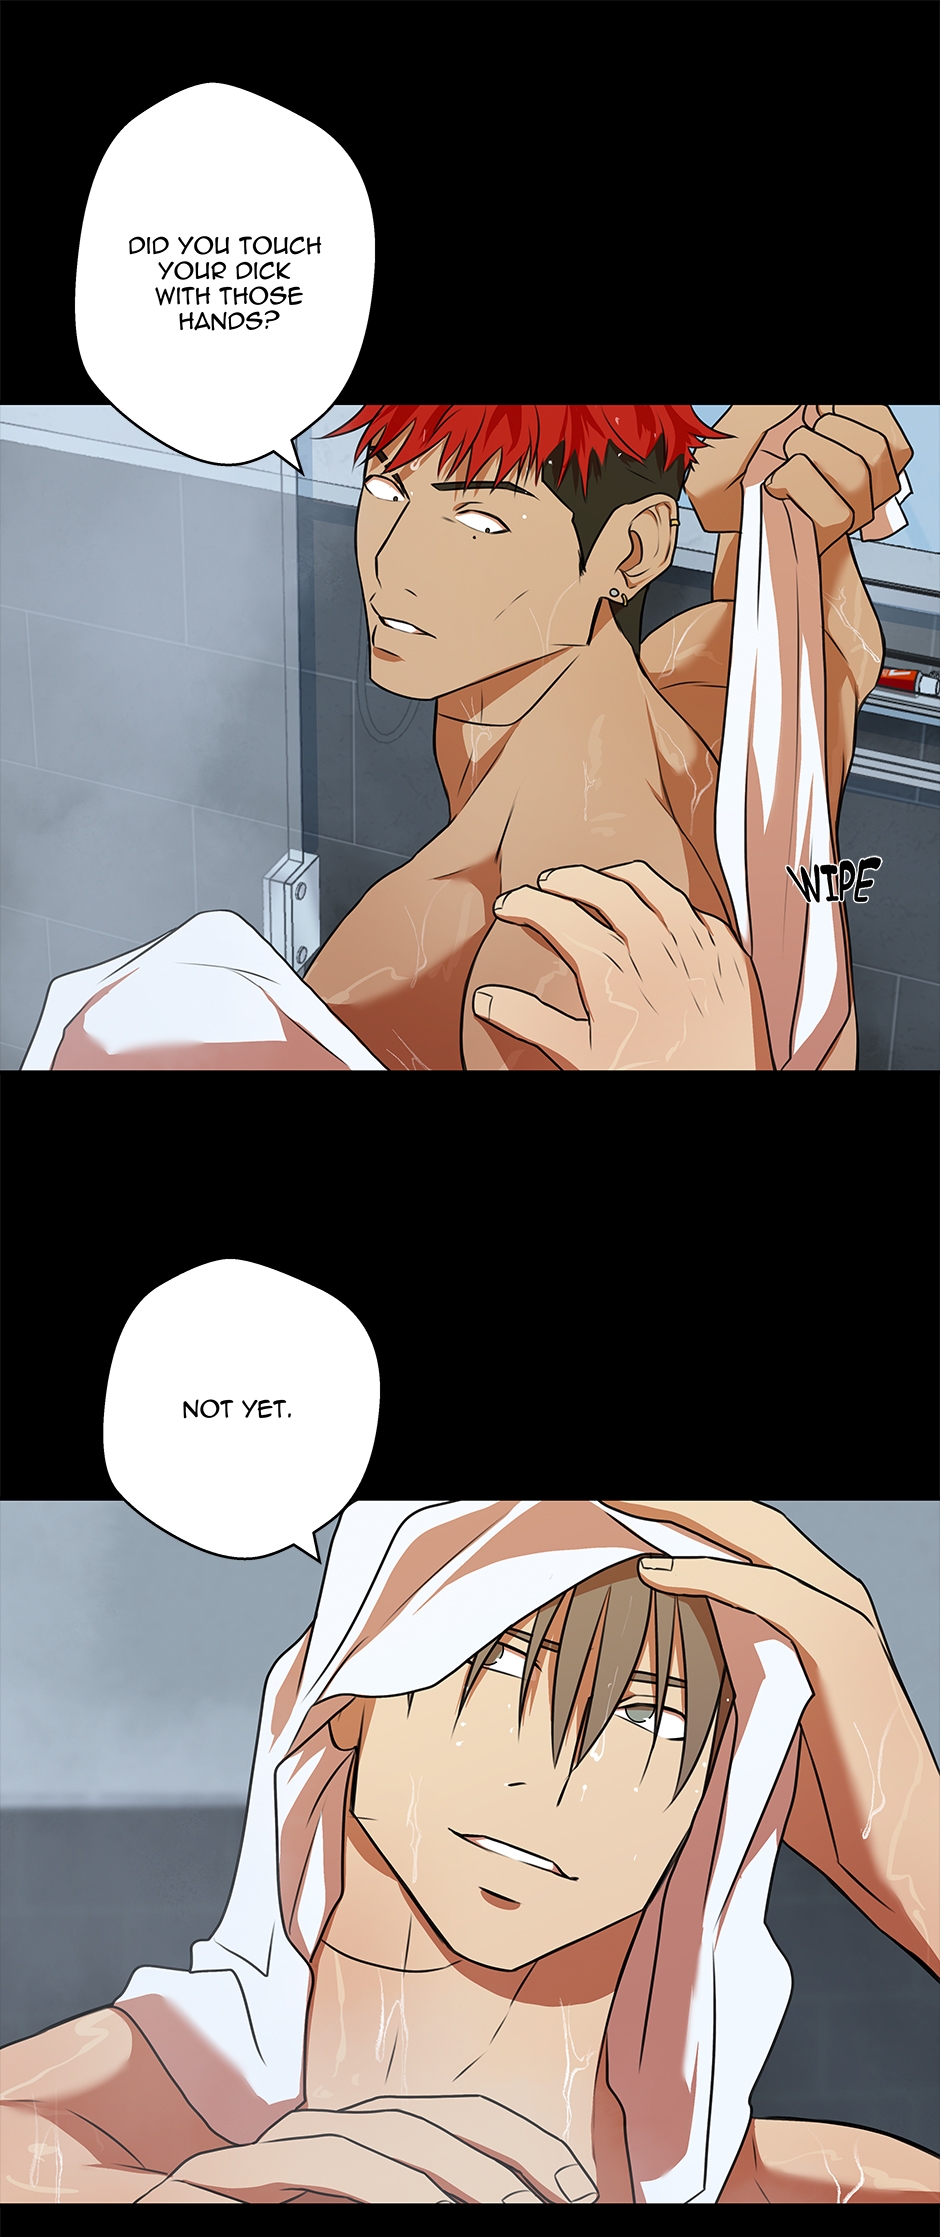 DID YOU TOUCH
YOUR DICK
WITH THOSE
HANDS?
WIPE
NOT YET.